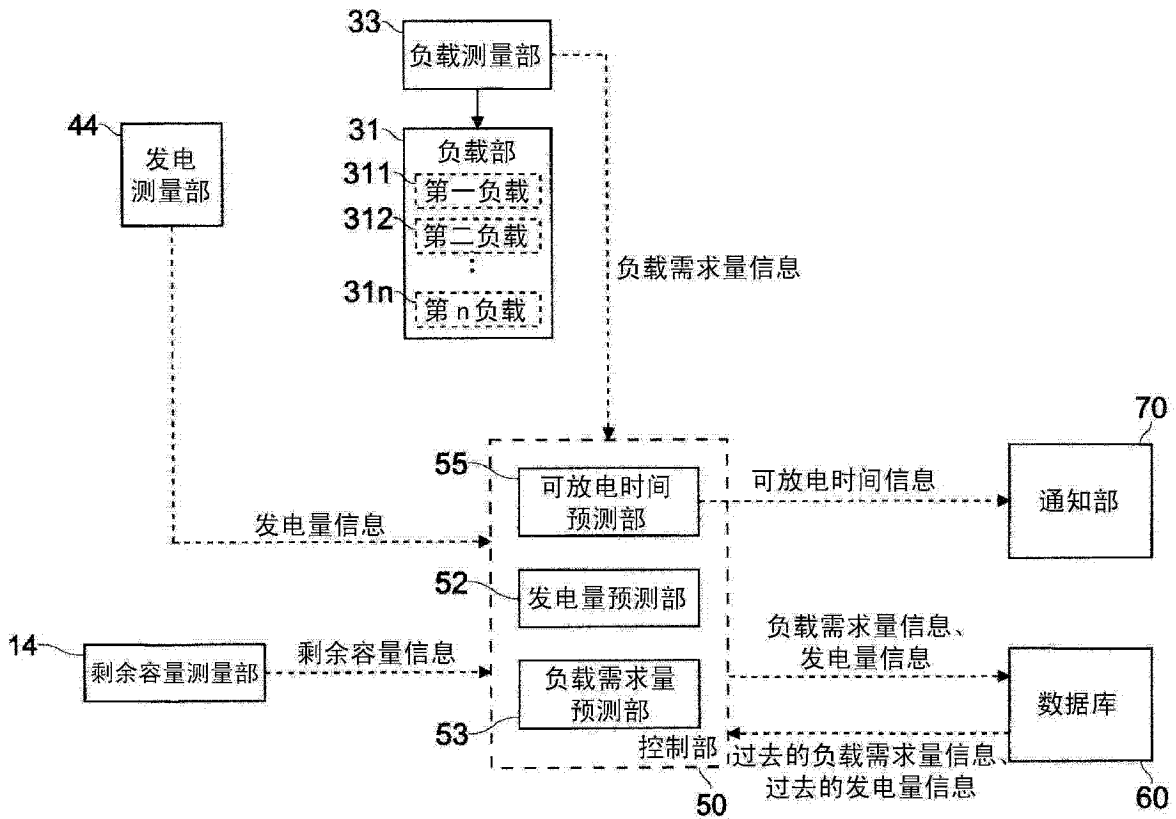 33
负载测量部
44
发电
测量部
31
负载部
311
第一负载
312
第二负载
⋮
31n
第n负载
负载需求量信息
70
通知部
55
可放电时间
预测部
可放电时间信息
发电量信息
52
发电量预测部
14
剩余容量测量部
剩余容量信息
53
负载需求量
预测部
控制部
50
负载需求量信息、
发电量信息
数据库
60
过去的负载需求量信息、
过去的发电量信息